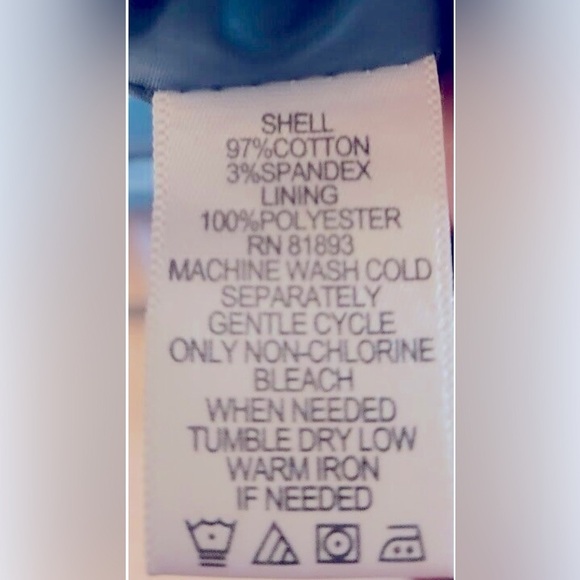 SHELL
97%COTTON
3%SPANDEX
LINING
100%POLYESTER
RN 81893
MACHINE WASH COLD
SEPARATELY
GENTLE CYCLE
ONLY NON-CHLORINE
BLEACH
WHEN NEEDED
TUMBLE DRY LOW
WARM IRON
IF NEEDED